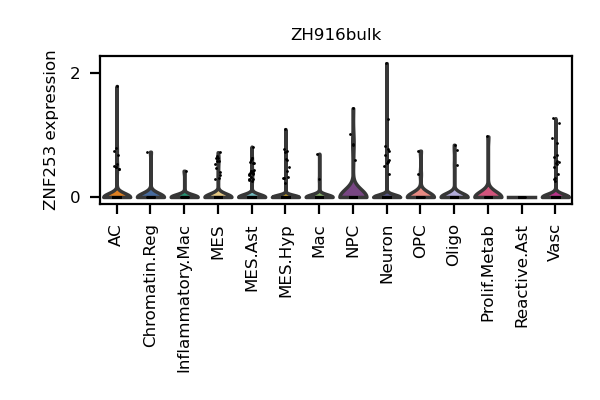 ZH916bulk
ZNF253 expression
2
0
AC
Chromatin.Reg
Inflammatory.Mac
MES
MES.Ast
MES.Hyp
Mac
NPC
Neuron
OPC
Oligo
Prolif.Metab
Reactive.Ast
Vasc